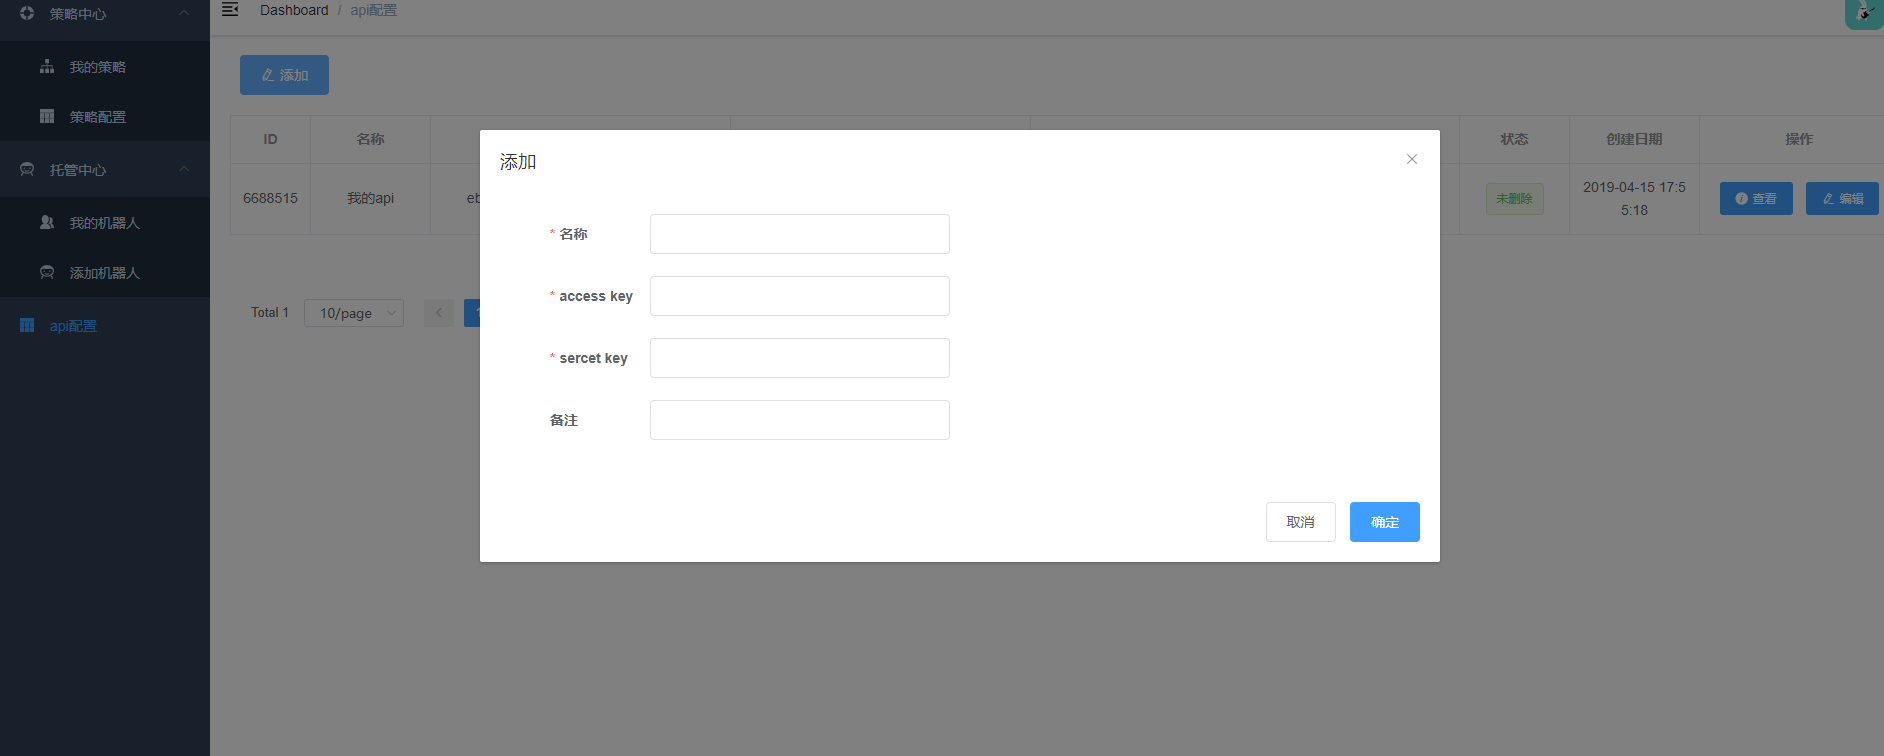 策略中心
我的策略
策略配置
托管中心
我的机器人
添加机器人
api配置
Dashboard / api配置
添加
ID 名称 状态 创建日期 操作
6688515 我的api eb 未删除 2019-04-15 17:5
5:18 查看 编辑
Total 1 10/page
添加
* 名称
* access key
* sercet key
备注
取消 确定